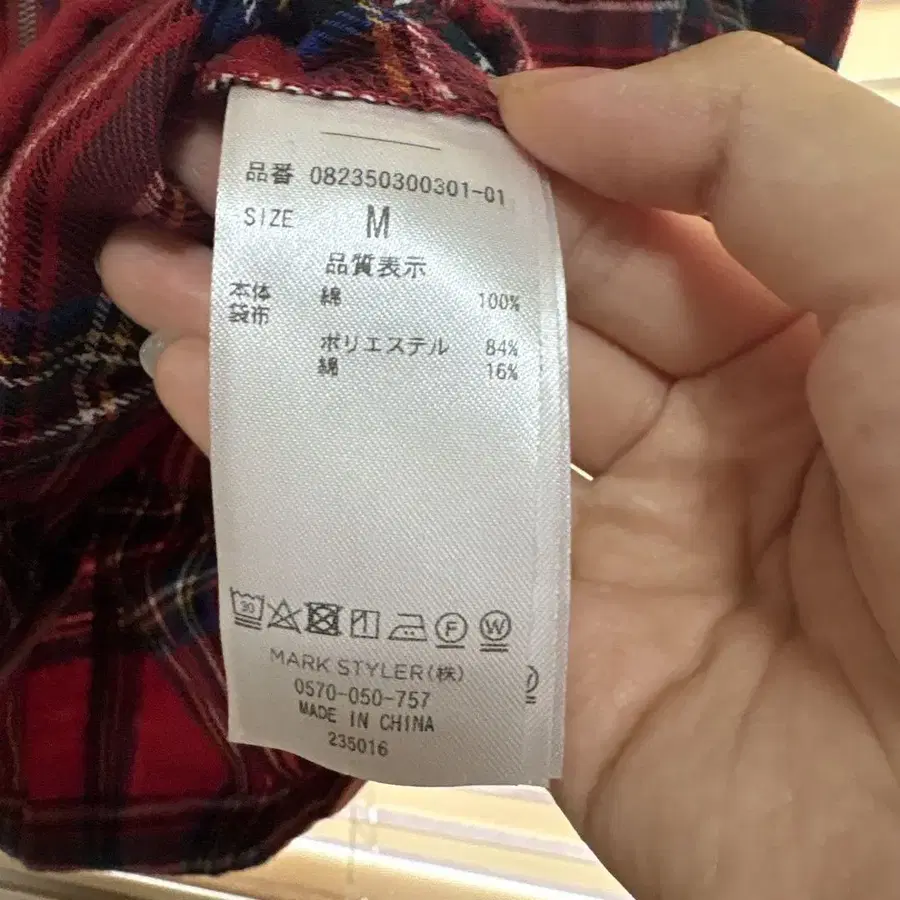 品番 082350300301-01
SIZE M
品質表示
本体 綿 100%
袋布
ポリエステル 84%
綿 16%
30
F W
MARK STYLER(株)
0570-050-757
MADE IN CHINA
235016